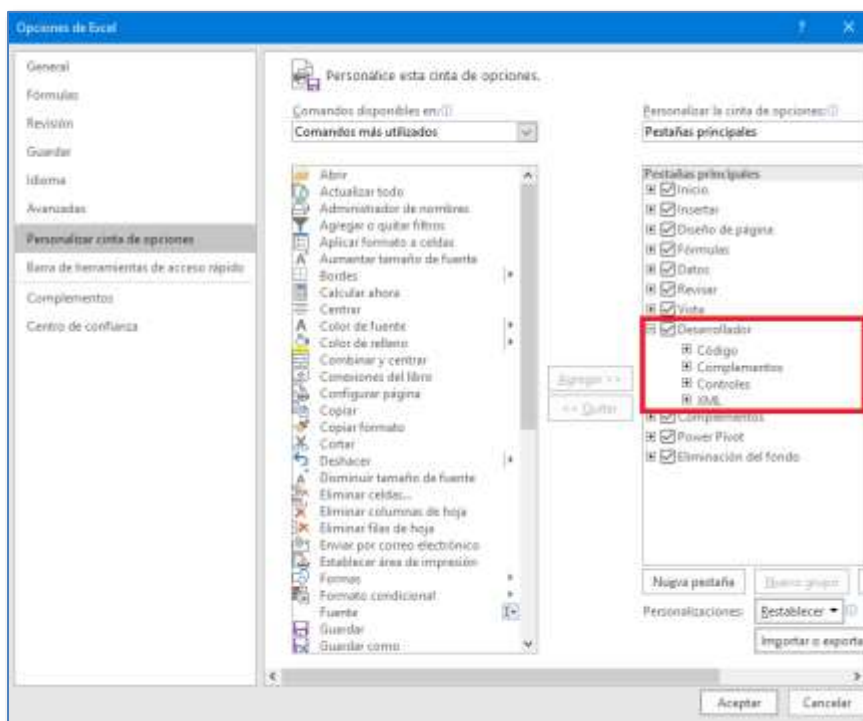 Opciones de Excel
General
Fórmulas
Revisión
Guardar
Idioma
Avanzadas
Personalizar cinta de opciones
Barra de herramientas de acceso rápido
Complementos
Centro de confianza
Personalice esta cinta de opciones.
Comandos disponibles en:
Comandos más utilizados
Abrir
Actualizar todo
Administrador de nombres
Agregar o quitar filtros
Aplicar formato a celdas
Aumentar tamaño de fuente
Bordes
Calcular ahora
Centrar
Color de fuente
Color de relleno
Combinar y centrar
Conexiones del libro
Configurar página
Copiar
Copiar formato
Cortar
Deshacer
Disminuir tamaño de fuente
Eliminar celdas...
Eliminar columnas de hoja
Eliminar filas de hoja
Enviar por correo electrónico
Establecer área de impresión
Formas
Formato condicional
Fuente
Guardar
Guardar como
Agregar >>
<< Quitar
Personalizar la cinta de opciones:
Pestañas principales
Pestañas principales
Inicio
Insertar
Diseño de página
Fórmulas
Datos
Revisar
Vista
Desarrollador
Código
Complementos
Controles
XML
Complementos
Power Pivot
Eliminación del fondo
Nueva pestaña
Nuevo grupo
Personalizaciones:
Restablecer
Importar o exporta
Aceptar
Cancelar